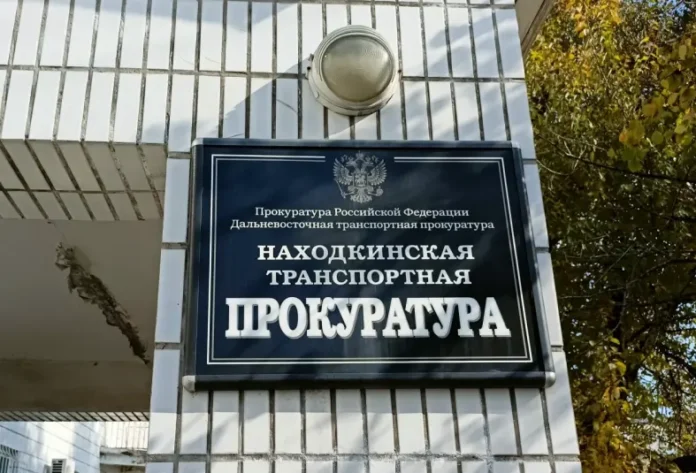 Прокуратура Российской Федерации
Дальневосточная транспортная прокуратура
НАХОДКИНСКАЯ
ТРАНСПОРТНАЯ
ПРОКУРАТУРА